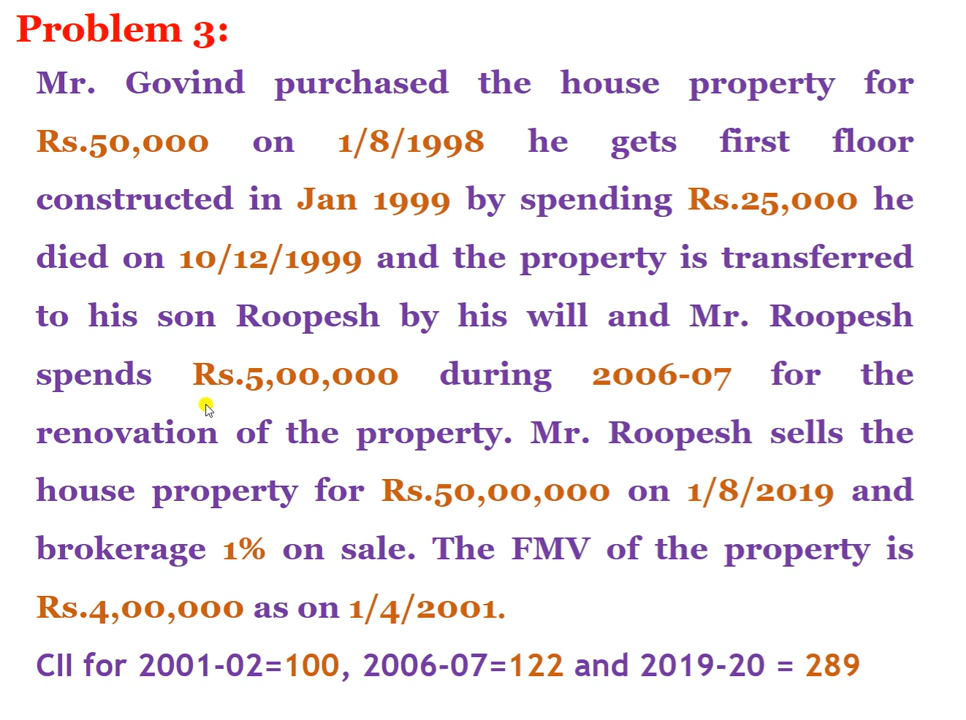 Problem 3:
Mr. Govind purchased the house property for
Rs.50,000 on 1/8/1998 he gets first floor
constructed in Jan 1999 by spending Rs.25,000 he
died on 10/12/1999 and the property is transferred
to his son Roopesh by his will and Mr. Roopesh
spends Rs.5,00,000 during 2006-07 for the
renovation of the property. Mr. Roopesh sells the
house property for Rs.50,00,000 on 1/8/2019 and
brokerage 1% on sale. The FMV of the property is
Rs.4,00,000 as on 1/4/2001.
CII for 2001-02=100, 2006-07=122 and 2019-20 = 289